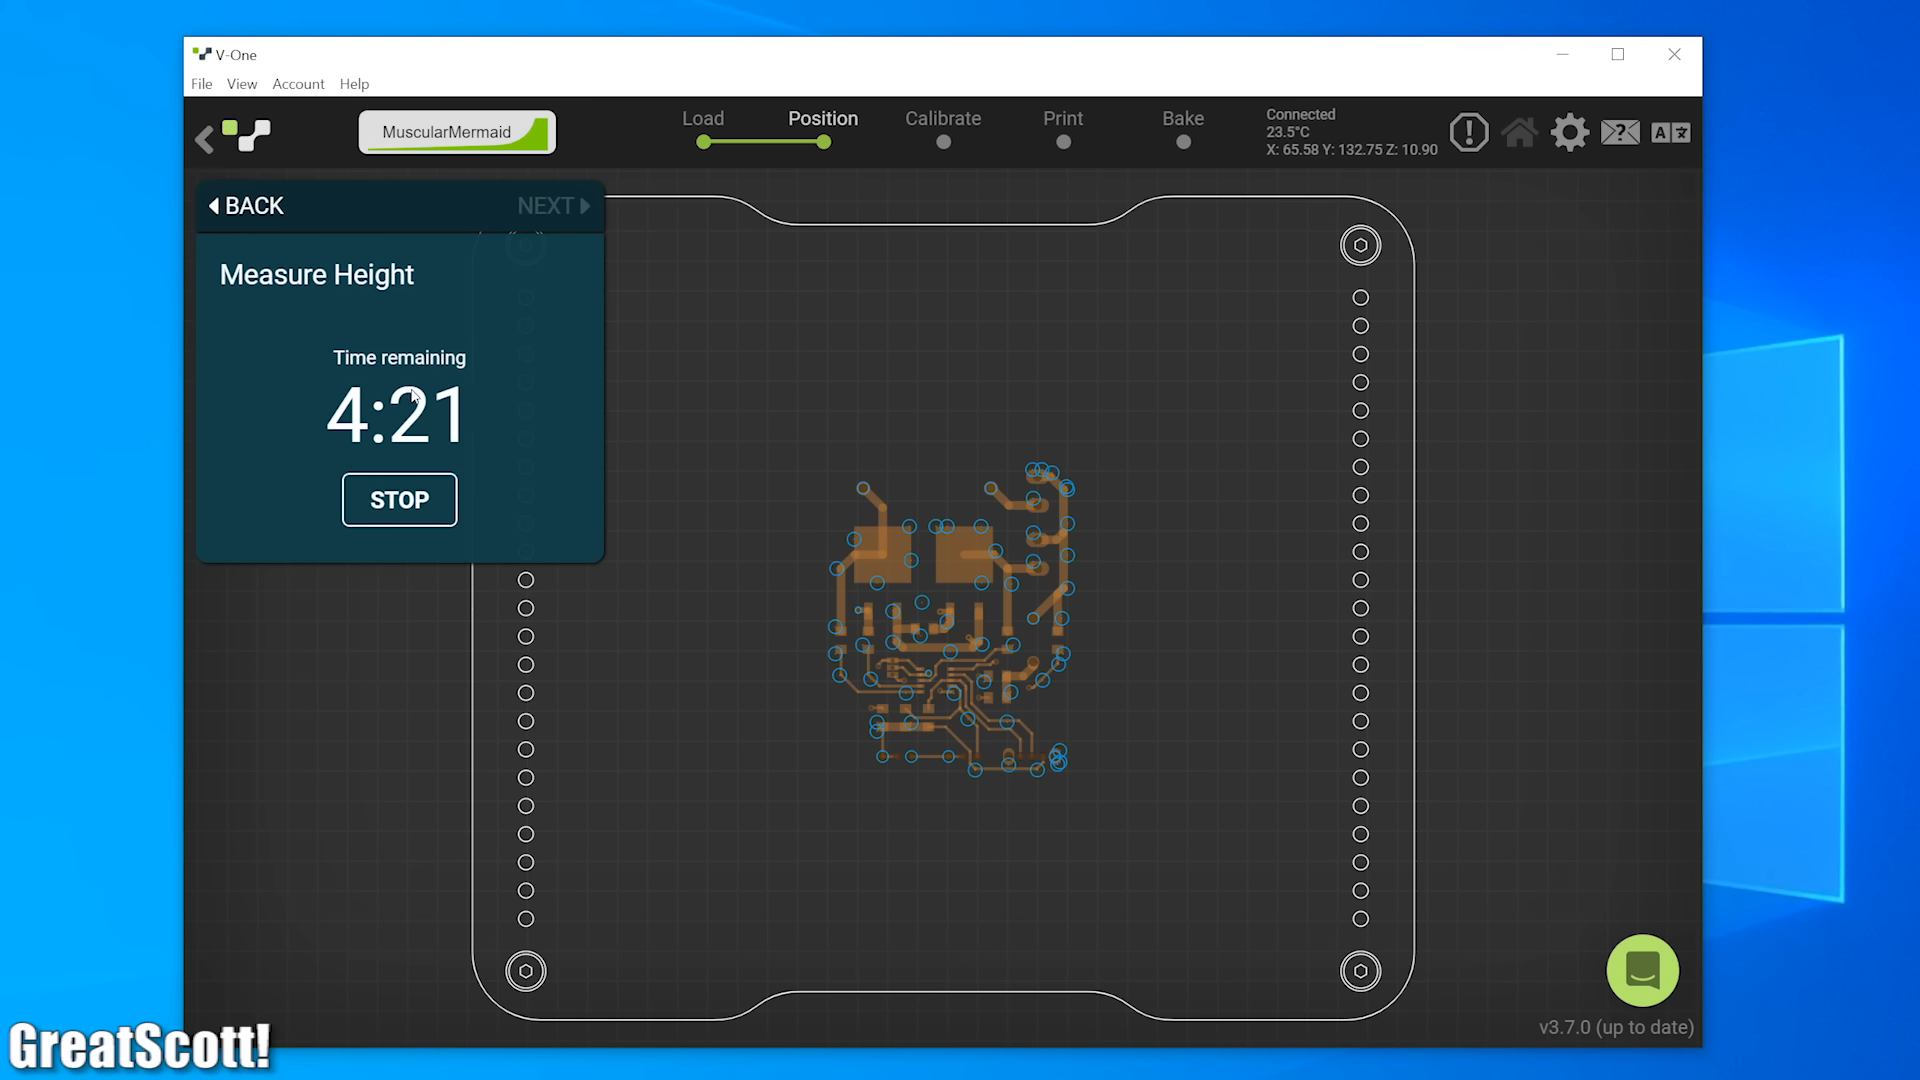 V-One
File View Account Help
MuscularMermaid
Load Position Calibrate Print Bake
Connected
23.5°C
X: 65.58 Y: 132.75 Z: 10.90
BACK NEXT
Measure Height
Time remaining
4:21
STOP
v3.7.0 (up to date)
GreatScott!